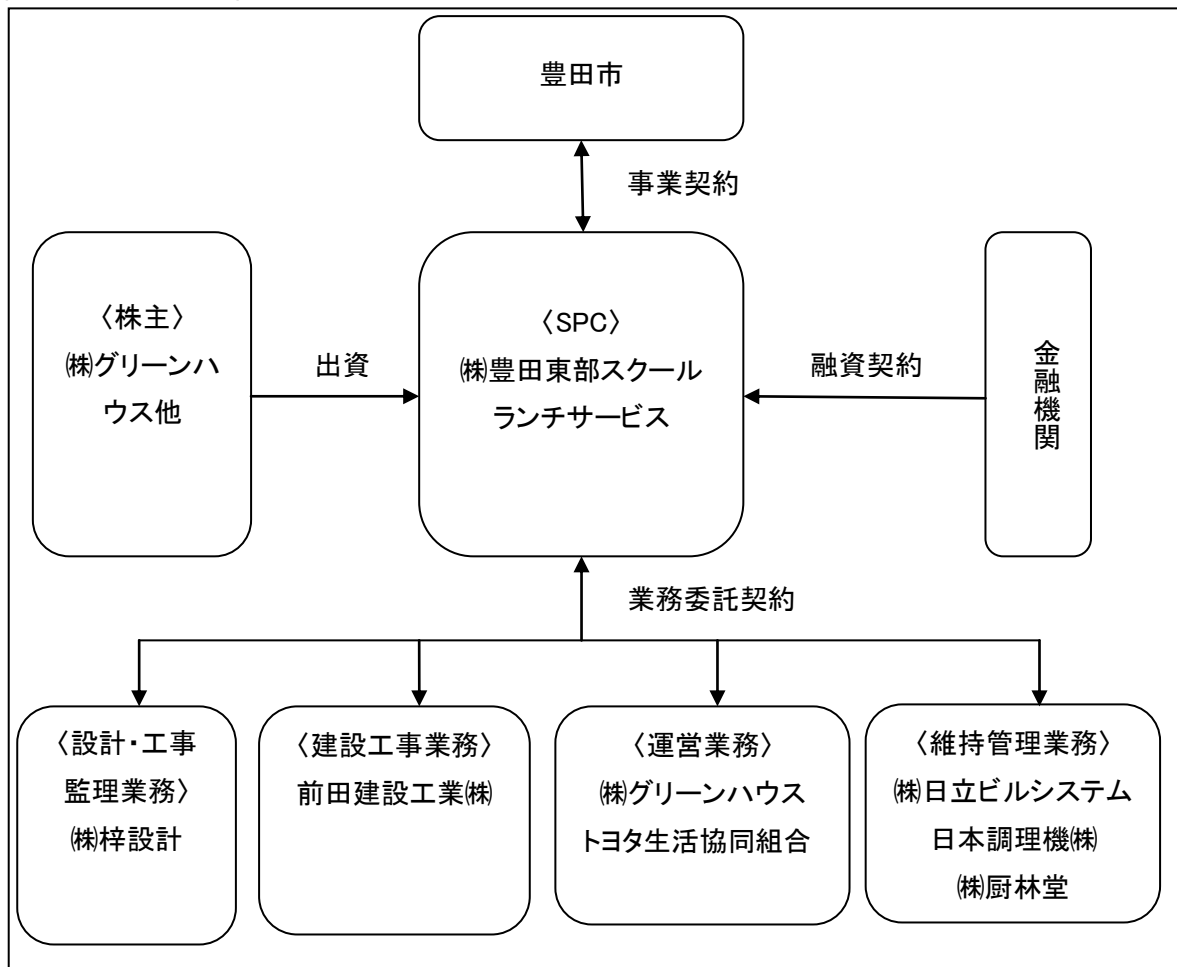 豊田市
事業契約
〈株主〉
㈱グリーンハ
ウス他
出資
〈SPC〉
㈱豊田東部スクール
ランチサービス
融資契約
金融機関
業務委託契約
〈設計・工事
監理業務〉
㈱梓設計
〈建設工事業務〉
前田建設工業㈱
〈運営業務〉
㈱グリーンハウス
トヨタ生活協同組合
〈維持管理業務〉
㈱日立ビルシステム
日本調理機㈱
㈱厨林堂